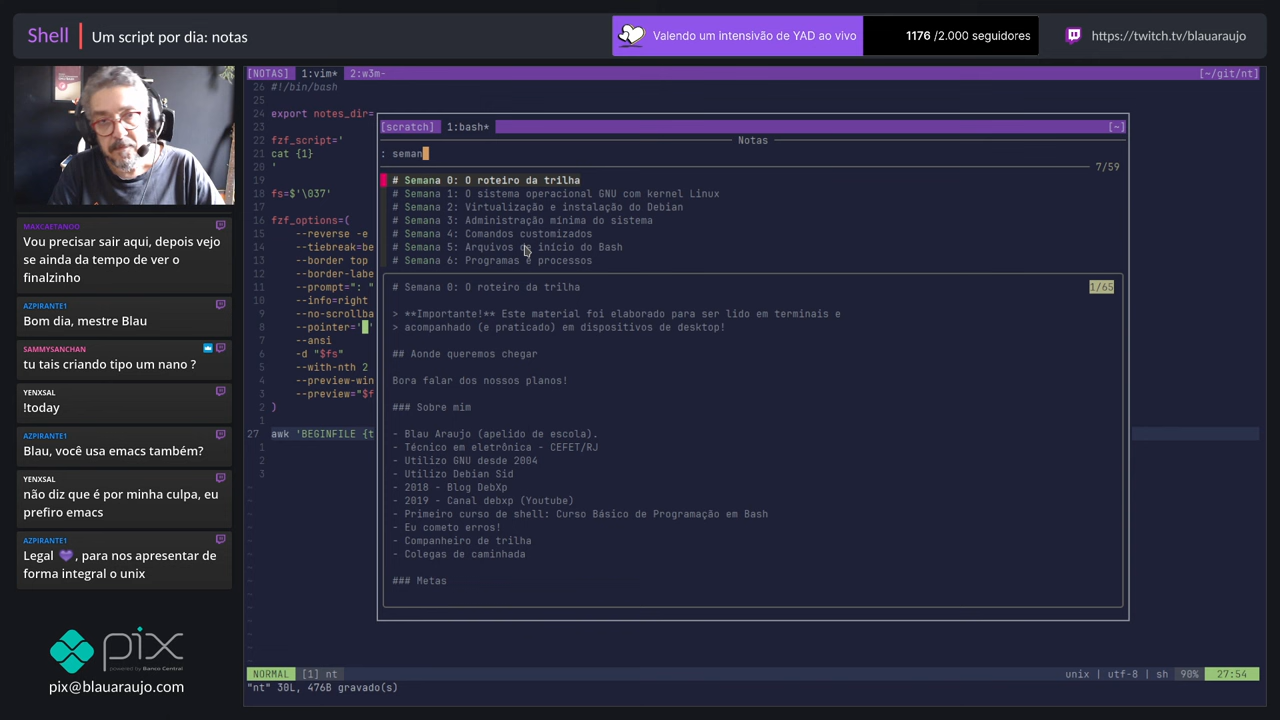 Shell
Um script por dia: notas
Valendo um intensivão de YAD ao vivo
1176 /2.000 seguidores
https://twitch.tv/blauaraujo
MAXCAETANOO
Vou precisar sair aqui, depois vejo
se ainda da tempo de ver o
finalzinho
AZPIRANTE1
Bom dia, mestre Blau
SAMMYSANCHAN
tu tais criando tipo um nano ?
YENXSAL
!today
AZPIRANTE1
Blau, você usa emacs também?
YENXSAL
não diz que é por minha culpa, eu
prefiro emacs
AZPIRANTE1
Legal 💜, para nos apresentar de
forma integral o unix
pix
powered by Banco Central
pix@blauaraujo.com
[NOTAS] 1:vim* 2:w3m- [~/git/nt]
26 #!/bin/bash
25
24 export notes_dir=
23
22 fzf_script='
21 cat {1}
20 '
19
18 fs=$'\037'
17
16 fzf_options=(
15 --reverse -e
14 --tiebreak=be
13 --border top
12 --border-labe
11 --prompt=": "
10 --info=right
9 --no-scrollba
8 --pointer=' '
7 --ansi
6 -d "$fs"
5 --with-nth 2
4 --preview-win
3 --preview="$f
2 )
1
27 awk 'BEGINFILE {t
1
2
3
[scratch] 1:bash* [~]
Notas
: seman
7/59
# Semana 0: O roteiro da trilha
# Semana 1: O sistema operacional GNU com kernel Linux
# Semana 2: Virtualização e instalação do Debian
# Semana 3: Administração mínima do sistema
# Semana 4: Comandos customizados
# Semana 5: Arquivos de início do Bash
# Semana 6: Programas e processos
# Semana 0: O roteiro da trilha 1/65
> **Importante!** Este material foi elaborado para ser lido em terminais e
> acompanhado (e praticado) em dispositivos de desktop!
## Aonde queremos chegar
Bora falar dos nossos planos!
### Sobre mim
- Blau Araujo (apelido de escola).
- Técnico em eletrônica - CEFET/RJ
- Utilizo GNU desde 2004
- Utilizo Debian Sid
- 2018 - Blog DebXp
- 2019 - Canal debxp (Youtube)
- Primeiro curso de shell: Curso Básico de Programação em Bash
- Eu cometo erros!
- Companheiro de trilha
- Colegas de caminhada
### Metas
NORMAL [1] nt unix | utf-8 | sh 90% 27:54
"nt" 30L, 476B gravado(s)